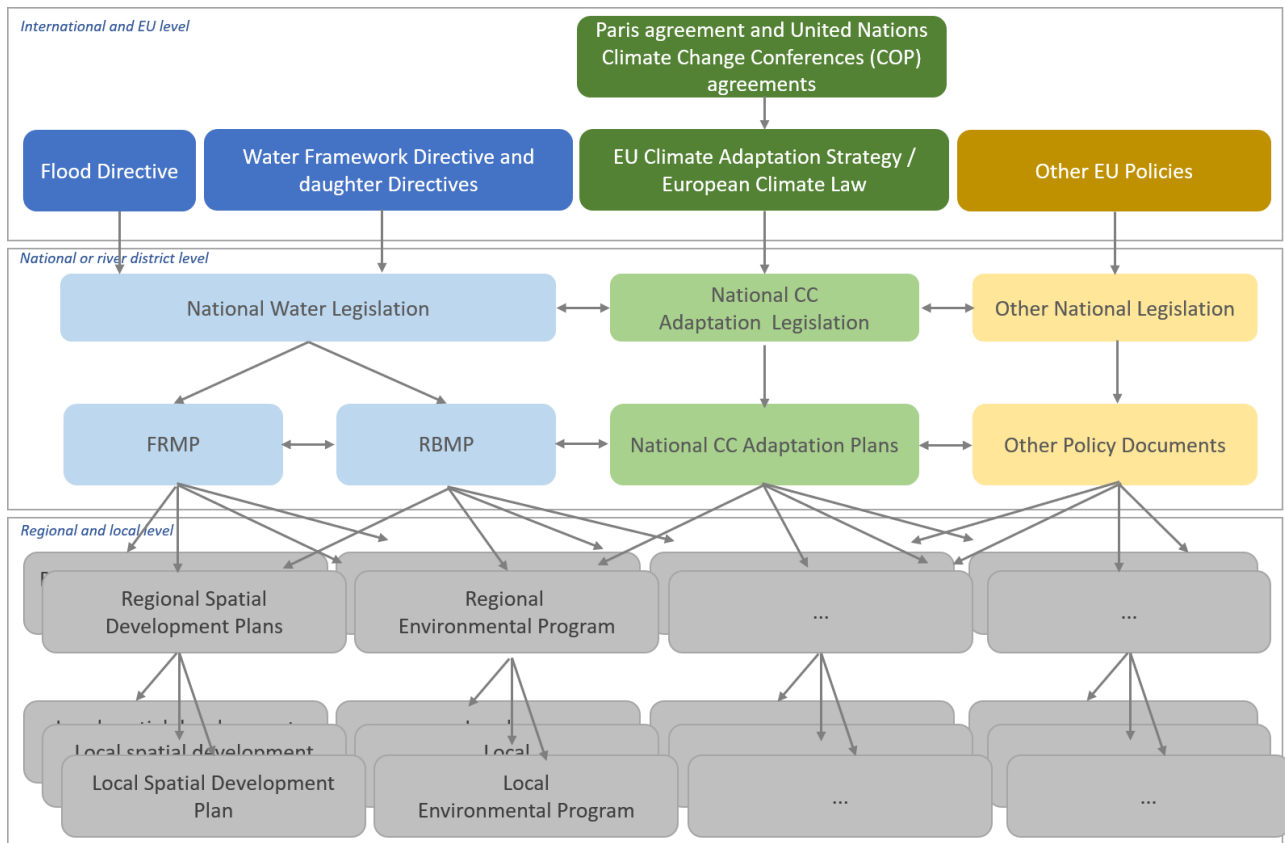 International and EU level
Paris agreement and United Nations
Climate Change Conferences (COP)
agreements
Flood Directive
Water Framework Directive and
daughter Directives
EU Climate Adaptation Strategy /
European Climate Law
Other EU Policies
National or river district level
National Water Legislation
National CC
Adaptation Legislation
Other National Legislation
FRMP
RBMP
National CC Adaptation Plans
Other Policy Documents
Regional and local level
Regional Spatial
Development Plans
Regional
Environmental Program
...
...
Local spatial development
Local
Local Spatial Development
Plan
Local
Environmental Program
...
...